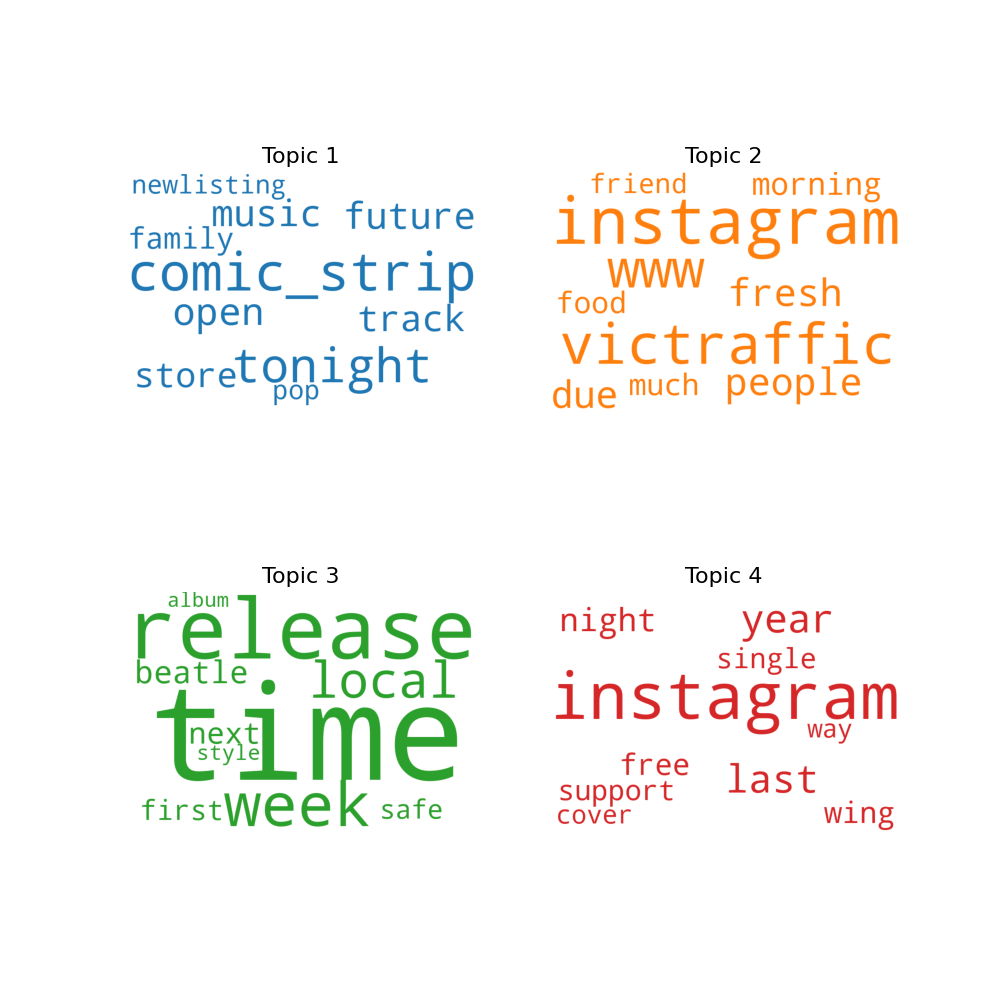 Topic 1
newlisting
music future
family
comic_strip
open track
store tonight
pop
Topic 2
friend morning
instagram
www
food fresh
victraffic
due much people
Topic 3
album
release
beatle local
time
next
style
first week safe
Topic 4
night year
single
instagram
way
free last
support
cover wing